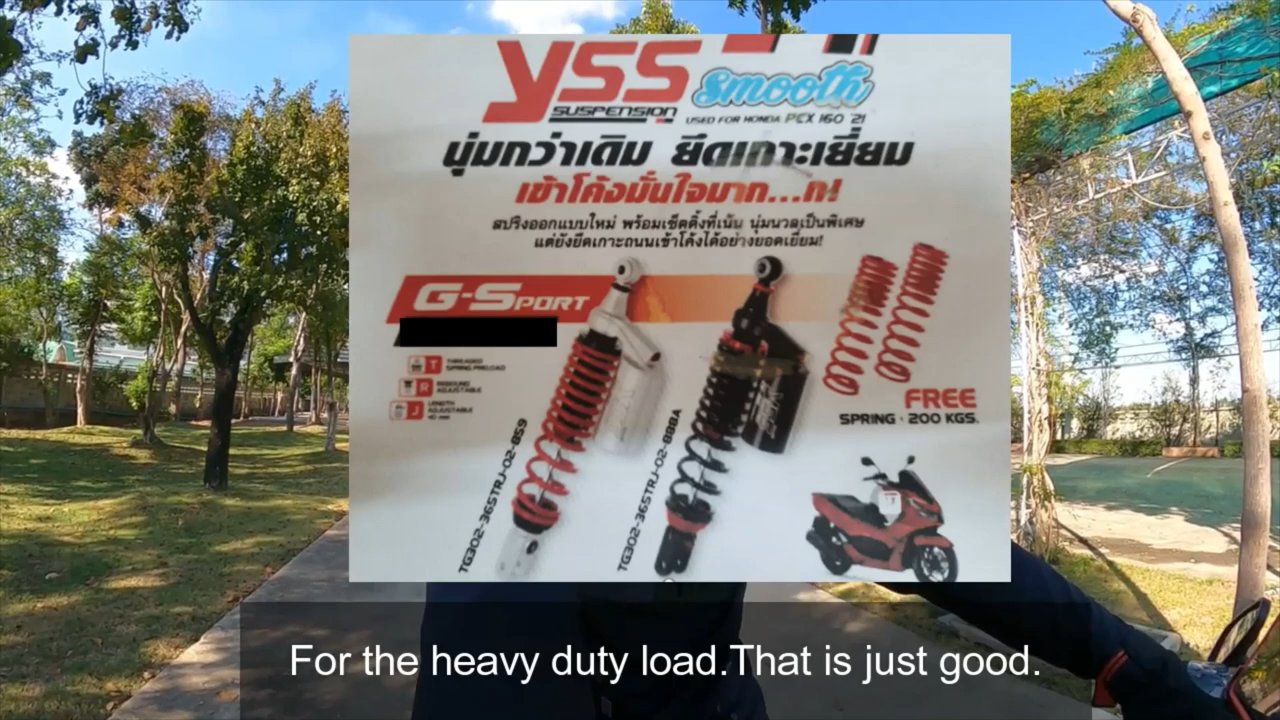 YSS
SUSPENSION
smooth
USED FOR HONDA PCX 160 '21
นุ่มกว่าเดิม ยึดเกาะเยี่ยม
เข้าโค้งมั่นใจมาก...ก!
สปริงออกแบบใหม่ พร้อมเซ็ตติ้งที่เน้น นุ่มนวลเป็นพิเศษ
แต่ยังยึดเกาะถนนเข้าโค้งได้อย่างยอดเยี่ยม!
G-SPORT
T THREADED SPRING PRELOAD
R REBOUND ADJUSTABLE
J LENGTH ADJUSTABLE
TG302-365TRJ-02-859
TG302-365TRJ-02-888A
FREE
SPRING : 200 KGS.
For the heavy duty load.That is just good.